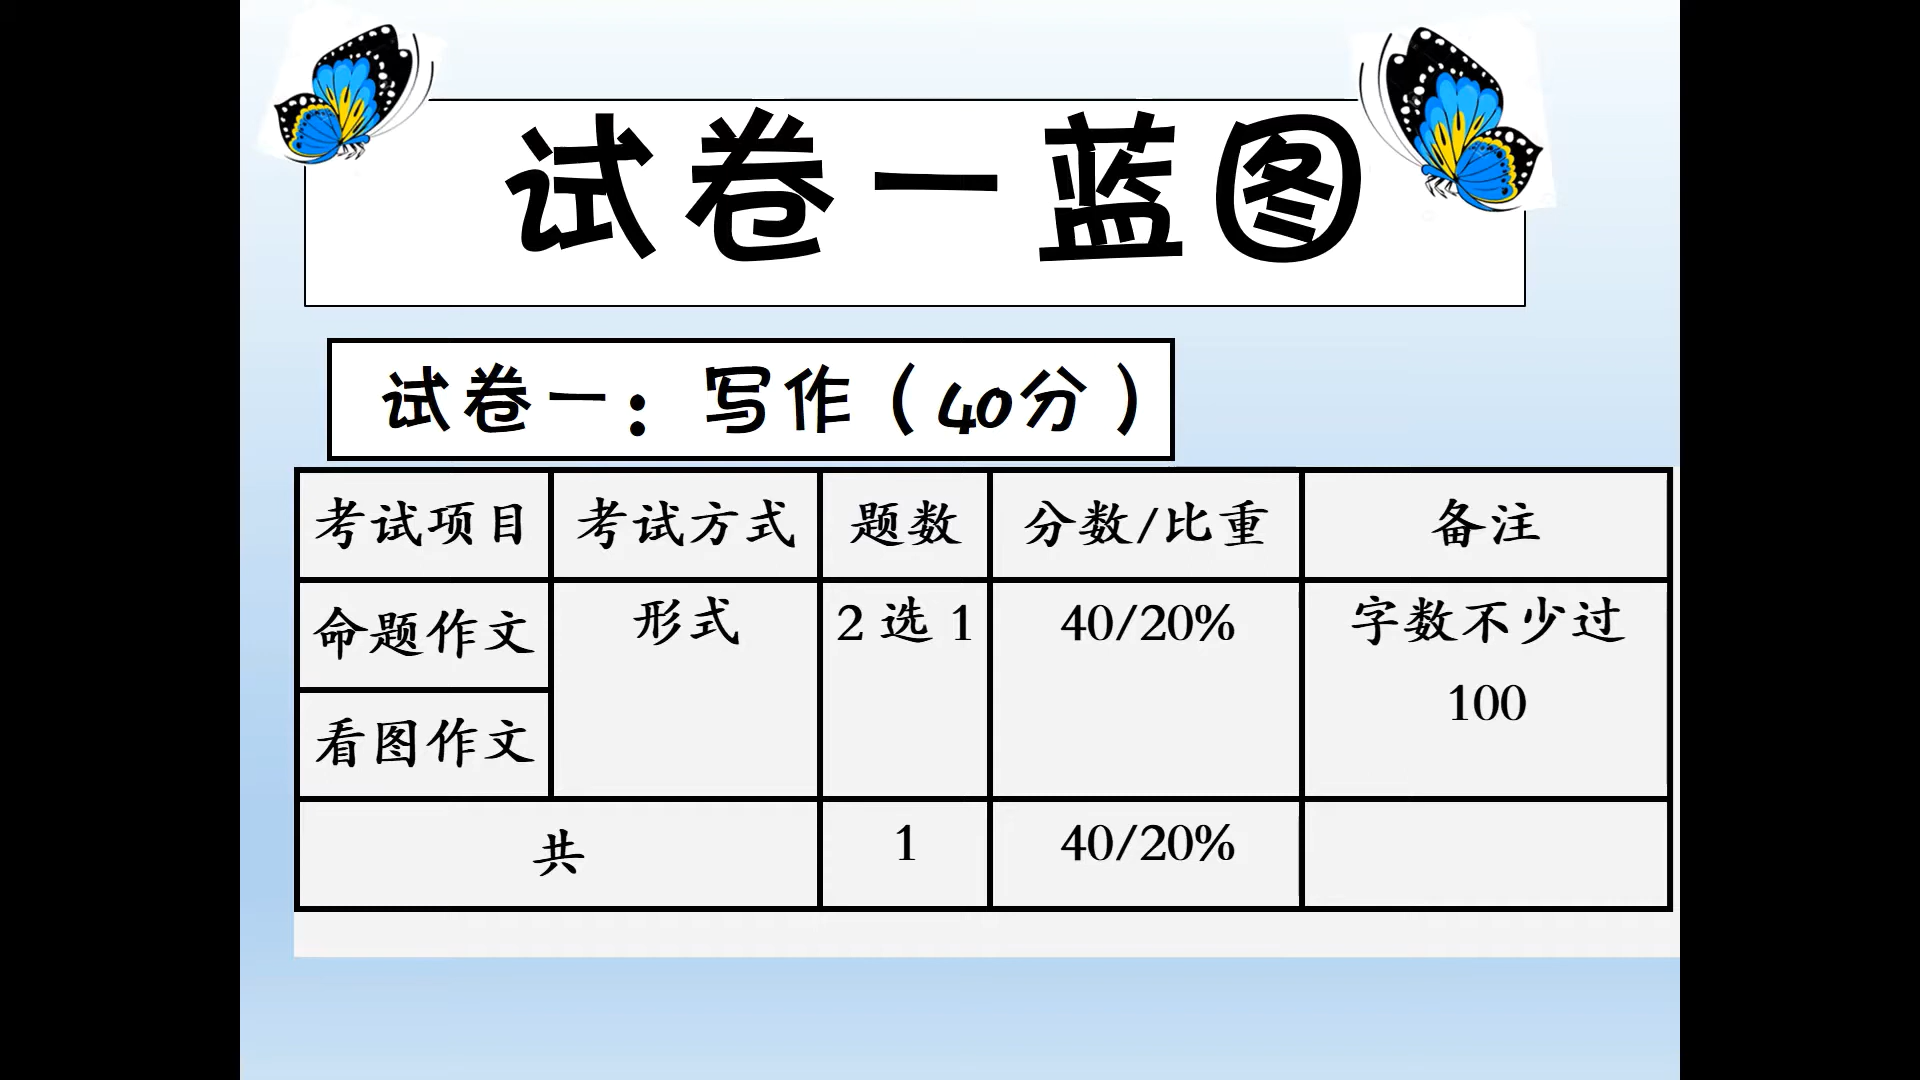 试卷一蓝图
试卷一：写作（40分）
考试项目 考试方式 题数 分数/比重 备注
命题作文 形式 2 选 1 40/20% 字数不少过
100
看图作文
共 1 40/20%